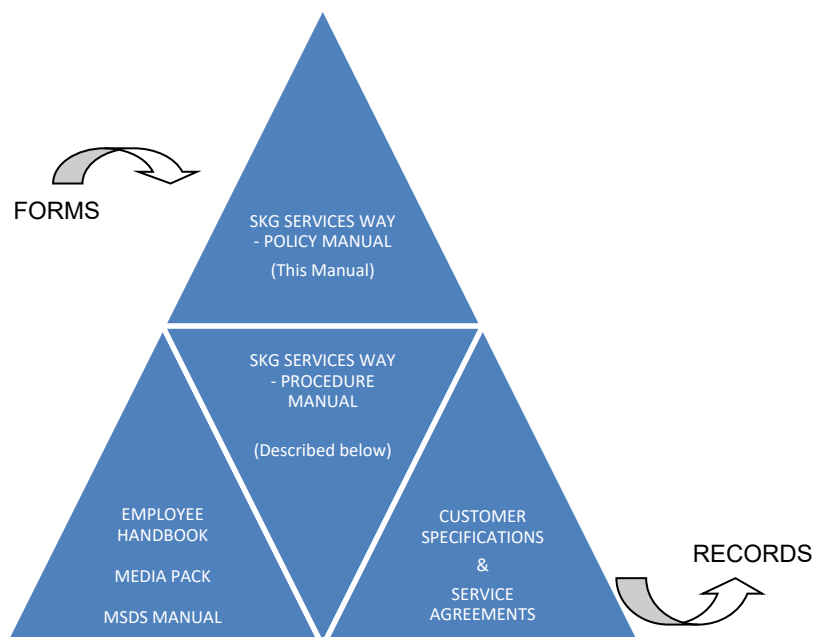 FORMS
SKG SERVICES WAY
- POLICY MANUAL
(This Manual)
SKG SERVICES WAY
- PROCEDURE
MANUAL
(Described below)
EMPLOYEE
HANDBOOK
MEDIA PACK
MSDS MANUAL
CUSTOMER
SPECIFICATIONS
&
SERVICE
AGREEMENTS
RECORDS